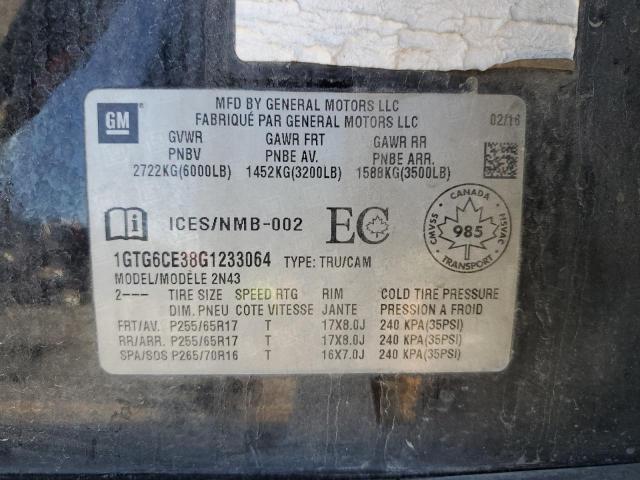 GM
MFD BY GENERAL MOTORS LLC
FABRIQUÉ PAR GENERAL MOTORS LLC
02/16
GVWR GAWR FRT GAWR RR
PNBV PNBE AV. PNBE ARR.
2722KG(6000LB) 1452KG(3200LB) 1588KG(3500LB)
ICES/NMB-002 EC
CANADA
CMVSS 985 NSVAC
TRANSPORT
1GTG6CE38G1233064 TYPE: TRU/CAM
MODEL/MODÈLE 2N43
2--- TIRE SIZE SPEED RTG RIM COLD TIRE PRESSURE
DIM.PNEU COTE VITESSE JANTE PRESSION A FROID
FRT/AV. P255/65R17 T 17X8.0J 240 KPA(35PSI)
RR/ARR. P255/65R17 T 17X8.0J 240 KPA(35PSI)
SPA/SOS P265/70R16 T 16X7.0J 240 KPA(35PSI)